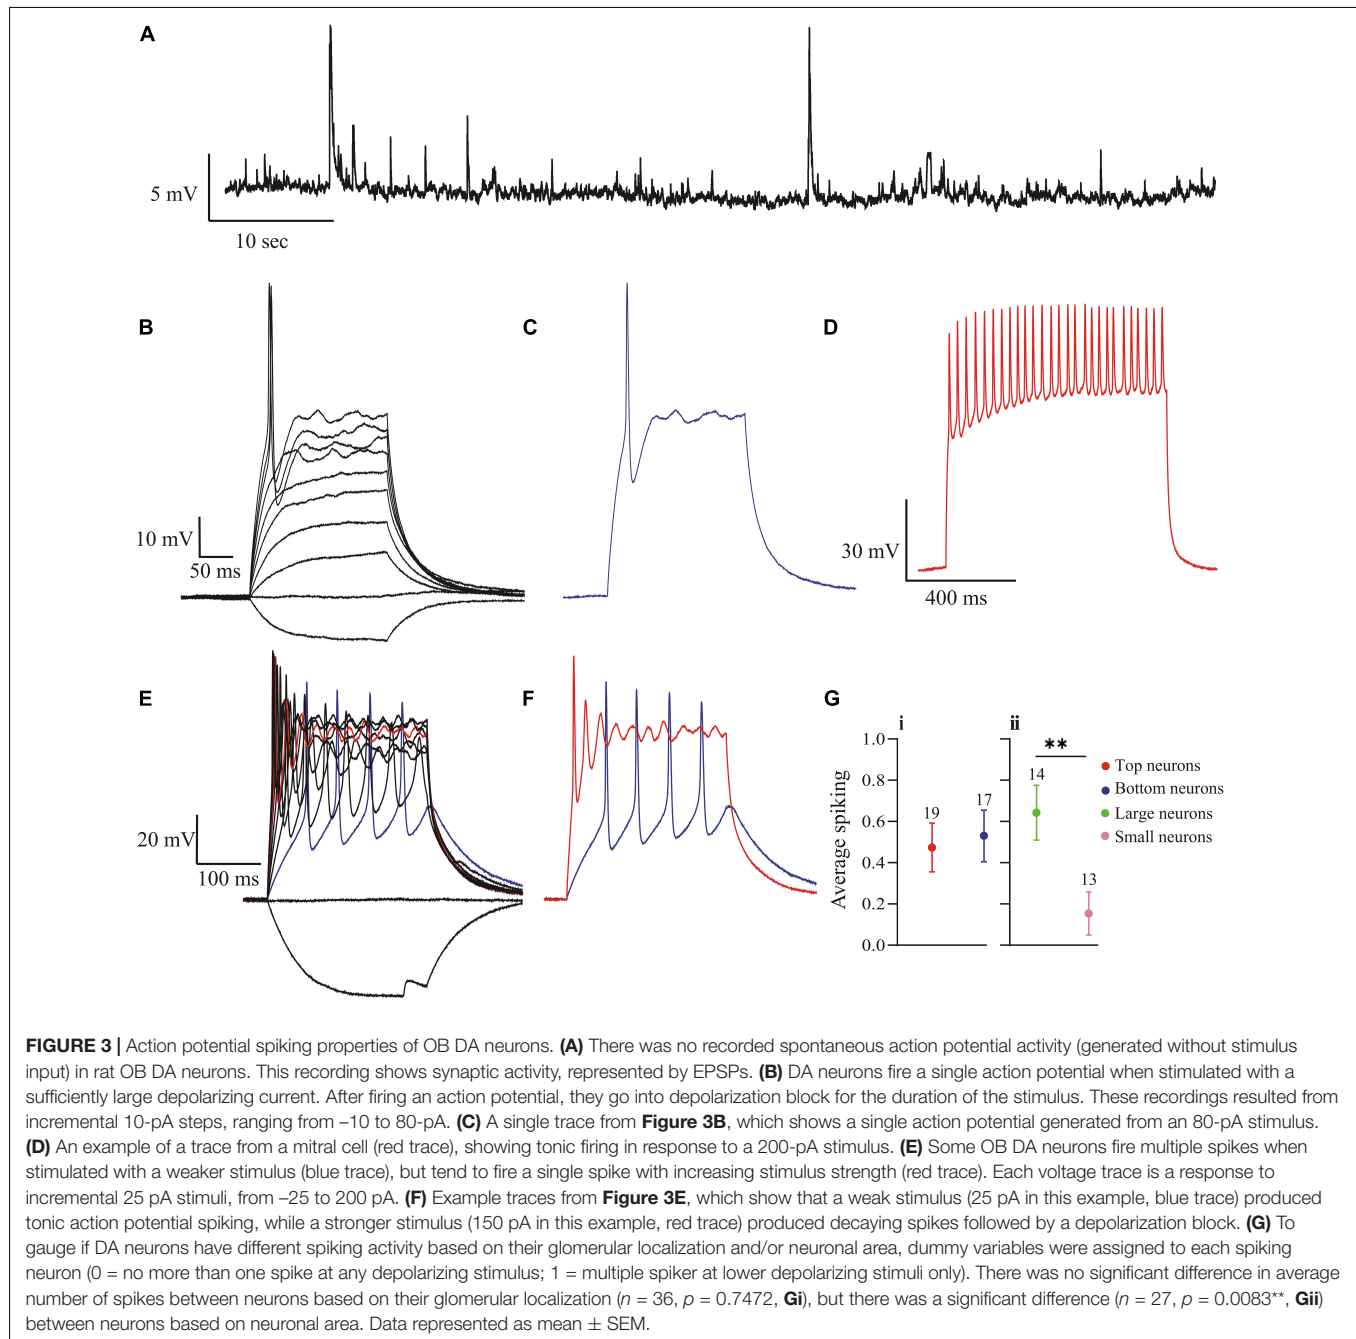 A
5 mV
10 sec
B
C
D
10 mV
50 ms
30 mV
400 ms
E
F
G
20 mV
100 ms
i
ii
Average spiking
1.0
0.8
0.6
0.4
0.2
0.0
19
17
14
**
13
Top neurons
Bottom neurons
Large neurons
Small neurons
FIGURE 3 | Action potential spiking properties of OB DA neurons. (A) There was no recorded spontaneous action potential activity (generated without stimulus
input) in rat OB DA neurons. This recording shows synaptic activity, represented by EPSPs. (B) DA neurons fire a single action potential when stimulated with a
sufficiently large depolarizing current. After firing an action potential, they go into depolarization block for the duration of the stimulus. These recordings resulted from
incremental 10-pA steps, ranging from –10 to 80-pA. (C) A single trace from Figure 3B, which shows a single action potential generated from an 80-pA stimulus.
(D) An example of a trace from a mitral cell (red trace), showing tonic firing in response to a 200-pA stimulus. (E) Some OB DA neurons fire multiple spikes when
stimulated with a weaker stimulus (blue trace), but tend to fire a single spike with increasing stimulus strength (red trace). Each voltage trace is a response to
incremental 25 pA stimuli, from –25 to 200 pA. (F) Example traces from Figure 3E, which show that a weak stimulus (25 pA in this example, blue trace) produced
tonic action potential spiking, while a stronger stimulus (150 pA in this example, red trace) produced decaying spikes followed by a depolarization block. (G) To
gauge if DA neurons have different spiking activity based on their glomerular localization and/or neuronal area, dummy variables were assigned to each spiking
neuron (0 = no more than one spike at any depolarizing stimulus; 1 = multiple spiker at lower depolarizing stimuli only). There was no significant difference in average
number of spikes between neurons based on their glomerular localization (n = 36, p = 0.7472, Gi), but there was a significant difference (n = 27, p = 0.0083**, Gii)
between neurons based on neuronal area. Data represented as mean ± SEM.